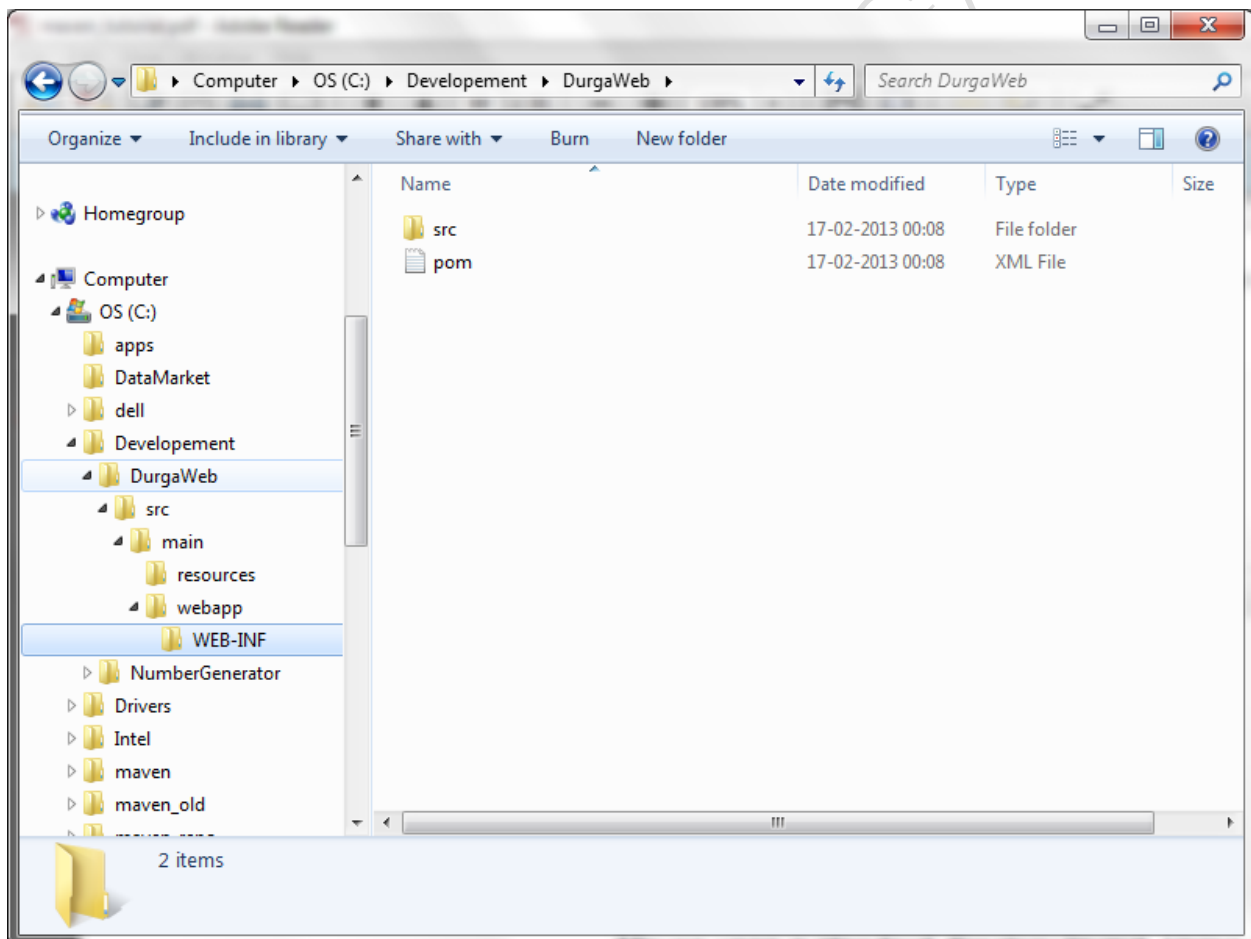 Computer ▸ OS (C:) ▸ Developement ▸ DurgaWeb ▸
Search DurgaWeb
Organize Include in library Share with Burn New folder
Name Date modified Type Size
Homegroup
src 17-02-2013 00:08 File folder
pom 17-02-2013 00:08 XML File
Computer
OS (C:)
apps
DataMarket
dell
Developement
DurgaWeb
src
main
resources
webapp
WEB-INF
NumberGenerator
Drivers
Intel
maven
maven_old
2 items